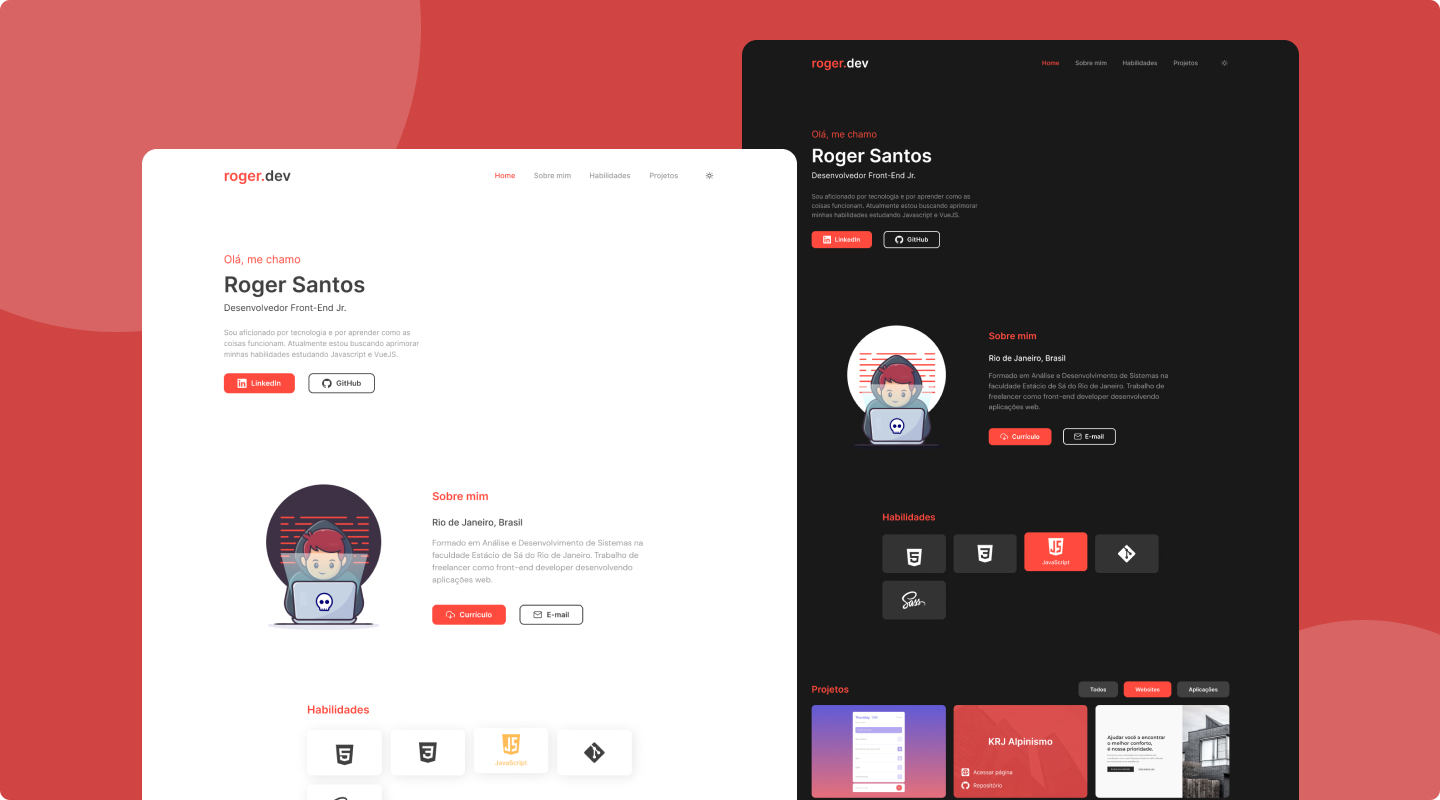 roger.dev
Home Sobre mim Habilidades Projetos
Olá, me chamo
Roger Santos
Desenvolvedor Front-End Jr.
Sou aficionado por tecnologia e por aprender como as
coisas funcionam. Atualmente estou buscando aprimorar
minhas habilidades estudando Javascript e VueJS.
LinkedIn GitHub
Sobre mim
Rio de Janeiro, Brasil
Formado em Análise e Desenvolvimento de Sistemas na
faculdade Estácio de Sá do Rio de Janeiro. Trabalho de
freelancer como front-end developer desenvolvendo
aplicações web.
Currículo E-mail
Habilidades
JS
JavaScript
roger.dev
Home Sobre mim Habilidades Projetos
Olá, me chamo
Roger Santos
Desenvolvedor Front-End Jr.
Sou aficionado por tecnologia e por aprender como as
coisas funcionam. Atualmente estou buscando aprimorar
minhas habilidades estudando Javascript e VueJS.
LinkedIn GitHub
Sobre mim
Rio de Janeiro, Brasil
Formado em Análise e Desenvolvimento de Sistemas na
faculdade Estácio de Sá do Rio de Janeiro. Trabalho de
freelancer como front-end developer desenvolvendo
aplicações web.
Currículo E-mail
Habilidades
JS
JavaScript
Sass
Projetos
Todos Websites Aplicações
KRJ Alpinismo
Acessar página
Repositório
Ajudar você a encontrar
o melhor conforto,
é nossa prioridade.